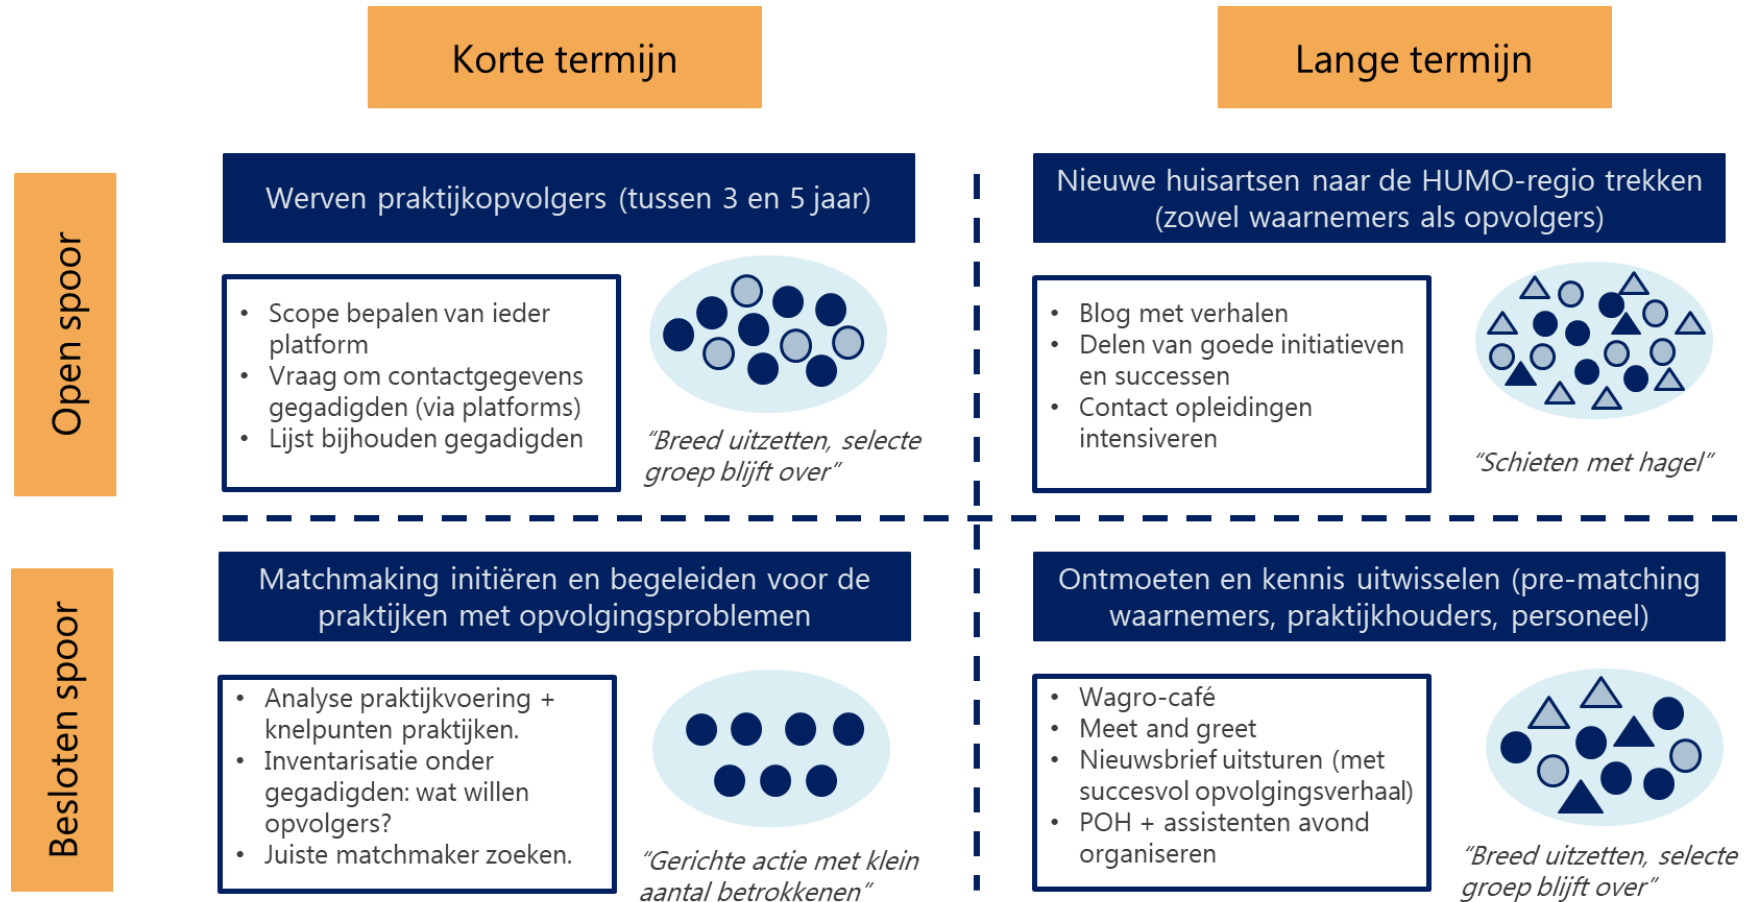 Korte termijn
Lange termijn
Open spoor
Werven praktijkopvolgers (tussen 3 en 5 jaar)
• Scope bepalen van ieder
platform
• Vraag om contactgegevens
gegadigden (via platforms)
• Lijst bijhouden gegadigden
“Breed uitzetten, selecte
groep blijft over”
Nieuwe huisartsen naar de HUMO-regio trekken
(zowel waarnemers als opvolgers)
• Blog met verhalen
• Delen van goede initiatieven
en successen
• Contact opleidingen
intensiveren
“Schieten met hagel”
Besloten spoor
Matchmaking initiëren en begeleiden voor de
praktijken met opvolgingsproblemen
• Analyse praktijkvoering +
knelpunten praktijken.
• Inventarisatie onder
gegadigden: wat willen
opvolgers?
• Juiste matchmaker zoeken.
“Gerichte actie met klein
aantal betrokkenen”
Ontmoeten en kennis uitwisselen (pre-matching
waarnemers, praktijkhouders, personeel)
• Wagro-café
• Meet and greet
• Nieuwsbrief uitsturen (met
succesvol opvolgingsverhaal)
• POH + assistenten avond
organiseren
“Breed uitzetten, selecte
groep blijft over”